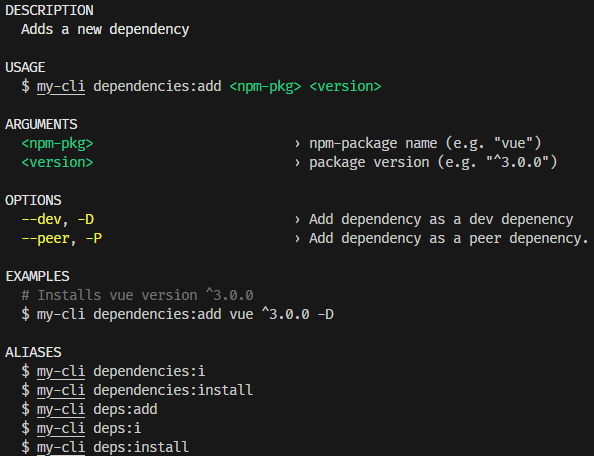 DESCRIPTION
Adds a new dependency
USAGE
$ my-cli dependencies:add <npm-pkg> <version>
ARGUMENTS
<npm-pkg> › npm-package name (e.g. "vue")
<version> › package version (e.g. "^3.0.0")
OPTIONS
--dev, -D › Add dependency as a dev depenency
--peer, -P › Add dependency as a peer depenency.
EXAMPLES
# Installs vue version ^3.0.0
$ my-cli dependencies:add vue ^3.0.0 -D
ALIASES
$ my-cli dependencies:i
$ my-cli dependencies:install
$ my-cli deps:add
$ my-cli deps:i
$ my-cli deps:install